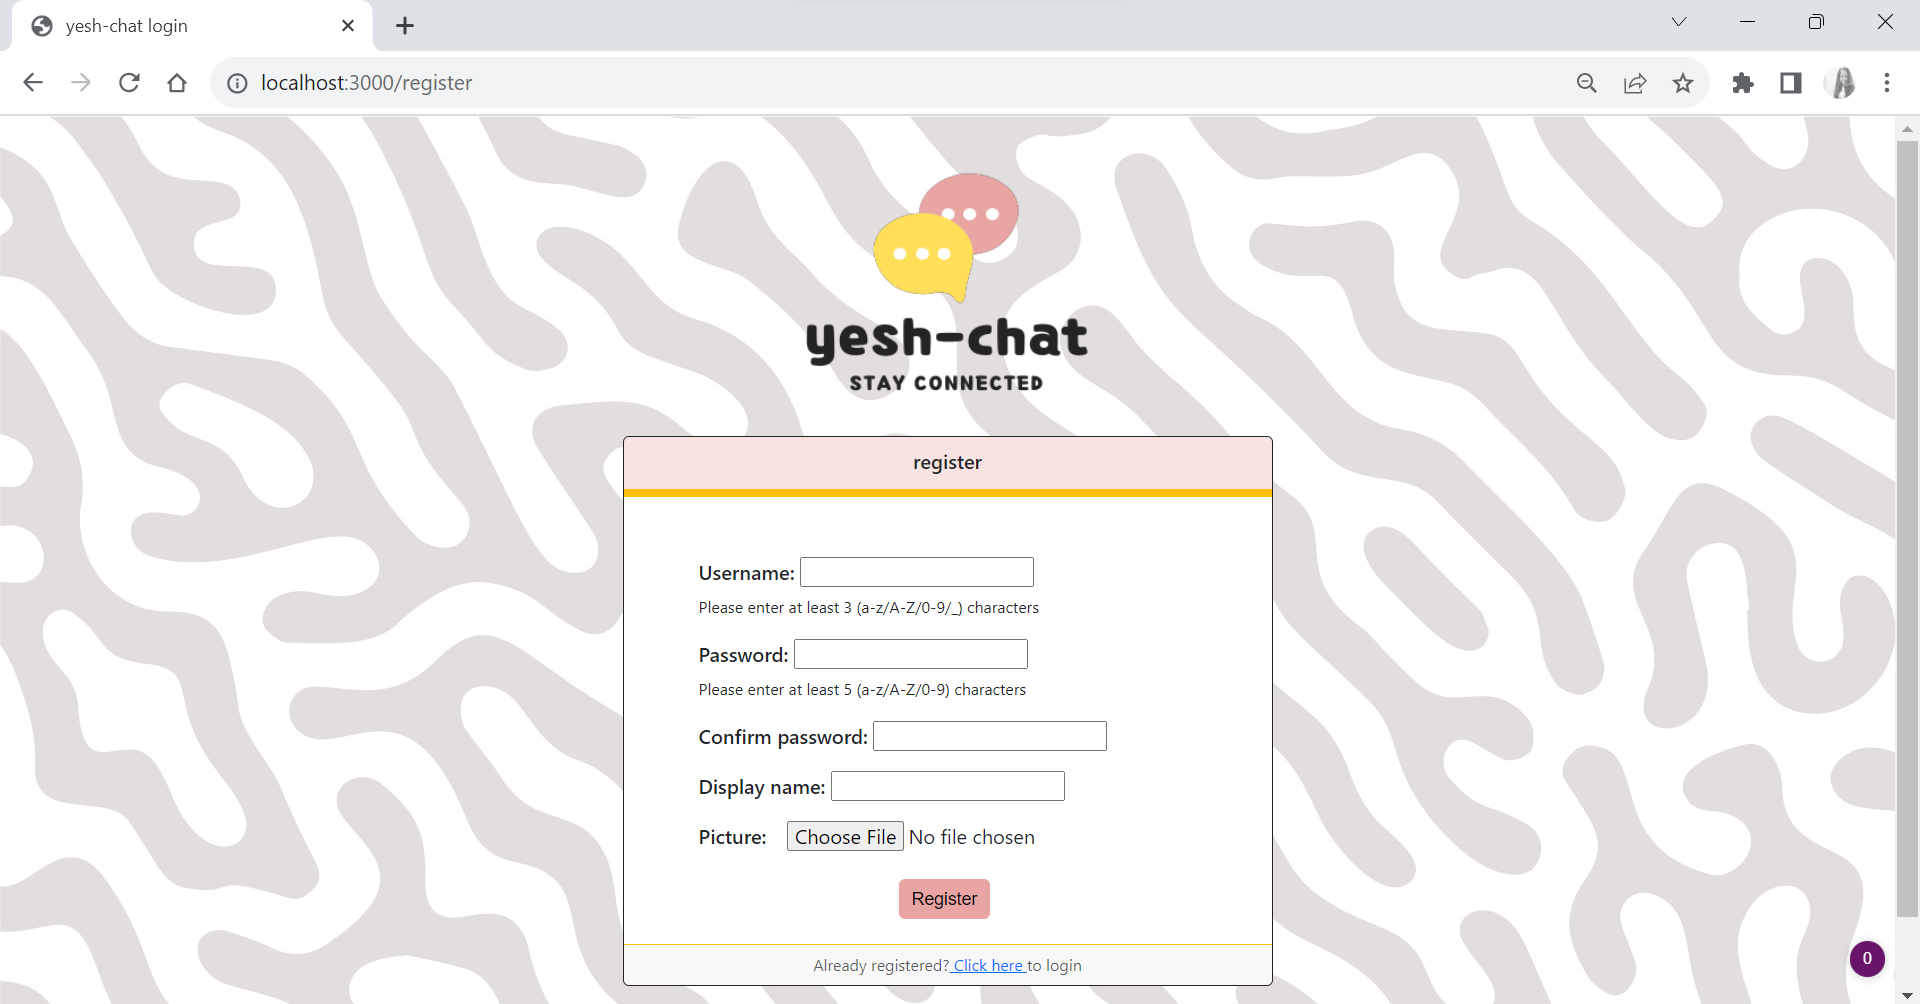 yesh-chat login
localhost:3000/register
yesh-chat
STAY CONNECTED
register
Username:
Please enter at least 3 (a-z/A-Z/0-9/_) characters
Password:
Please enter at least 5 (a-z/A-Z/0-9) characters
Confirm password:
Display name:
Picture: Choose File No file chosen
Register
Already registered? Click here to login
0